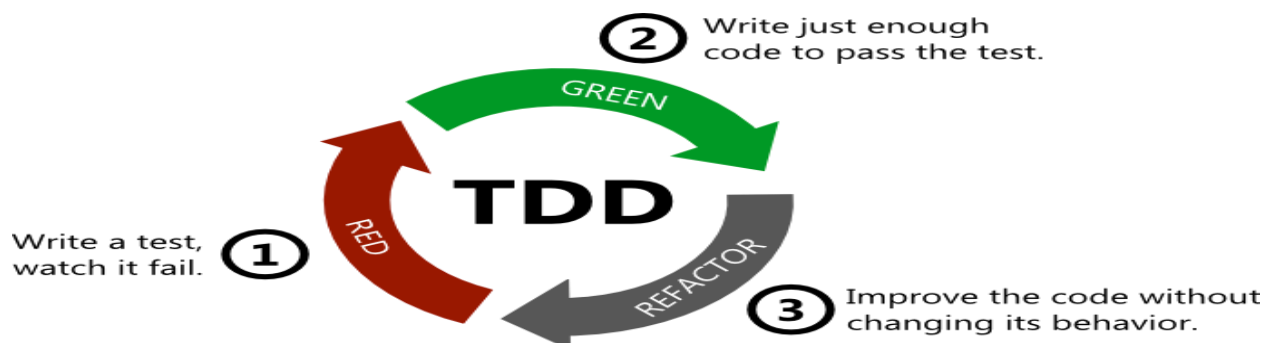 2
Write just enough
code to pass the test.
GREEN
TDD
RED
Write a test,
watch it fail.
1
REFACTOR
3
Improve the code without
changing its behavior.